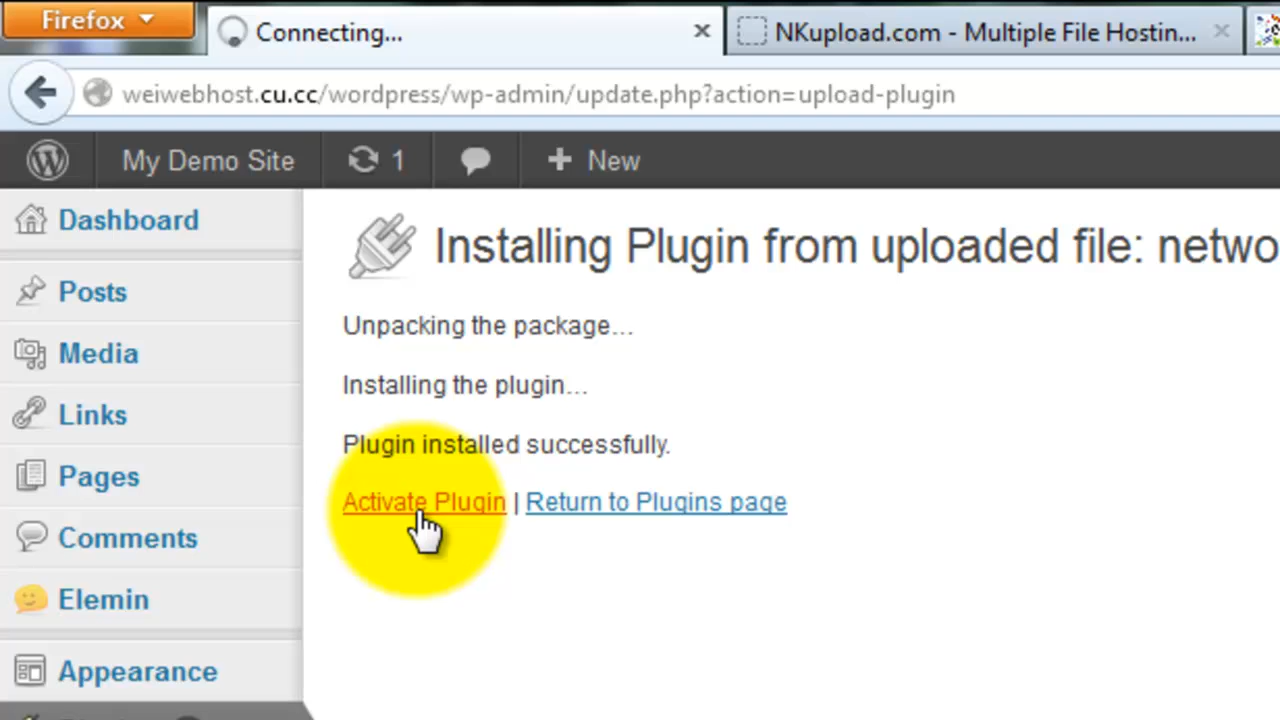 Firefox
Connecting...
NKupload.com - Multiple File Hostin...
weiwebhost.cu.cc/wordpress/wp-admin/update.php?action=upload-plugin
My Demo Site
1
New
Dashboard
Posts
Media
Links
Pages
Comments
Elemin
Appearance
Installing Plugin from uploaded file: netwo
Unpacking the package...
Installing the plugin...
Plugin installed successfully.
Activate Plugin | Return to Plugins page